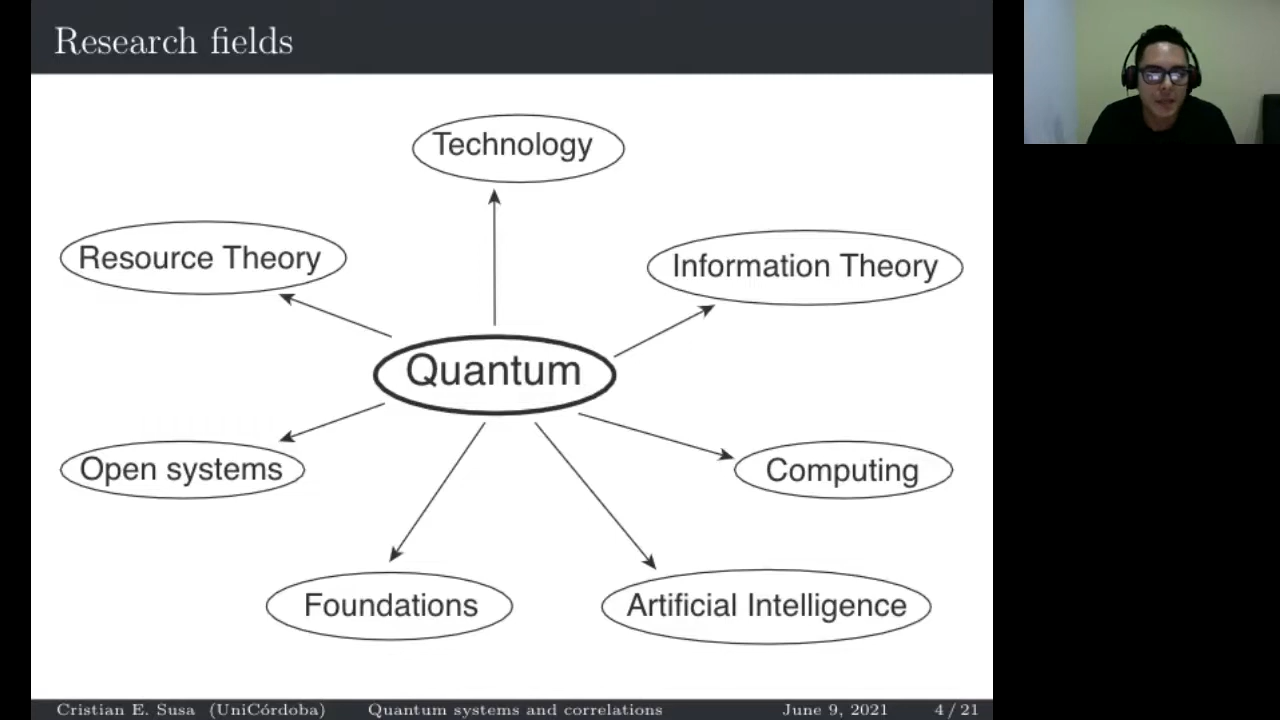 Research fields
Technology
Resource Theory
Information Theory
Quantum
Open systems
Computing
Foundations
Artificial Intelligence
Cristian E. Susa (UniCórdoba) Quantum systems and correlations June 9, 2021 4 / 21